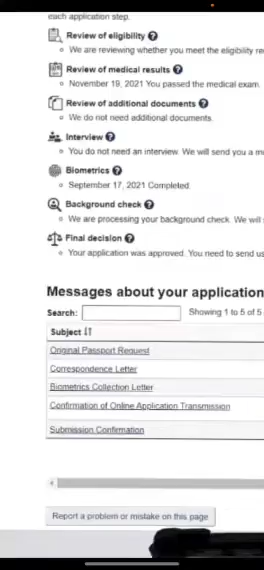 each application step.
Review of eligibility ?
We are reviewing whether you meet the eligibility re
Review of medical results ?
November 19, 2021 You passed the medical exam.
Review of additional documents ?
We do not need additional documents.
Interview ?
You do not need an interview. We will send you a m
Biometrics ?
September 17, 2021 Completed
Background check ?
We are processing your background check. We will
Final decision ?
Your application was approved. You need to send us
Messages about your application
Search: Showing 1 to 5 of 5
Subject ↓↑
Original Passport Request
Correspondence Letter
Biometrics Collection Letter
Confirmation of Online Application Transmission
Submission Confirmation
Report a problem or mistake on this page